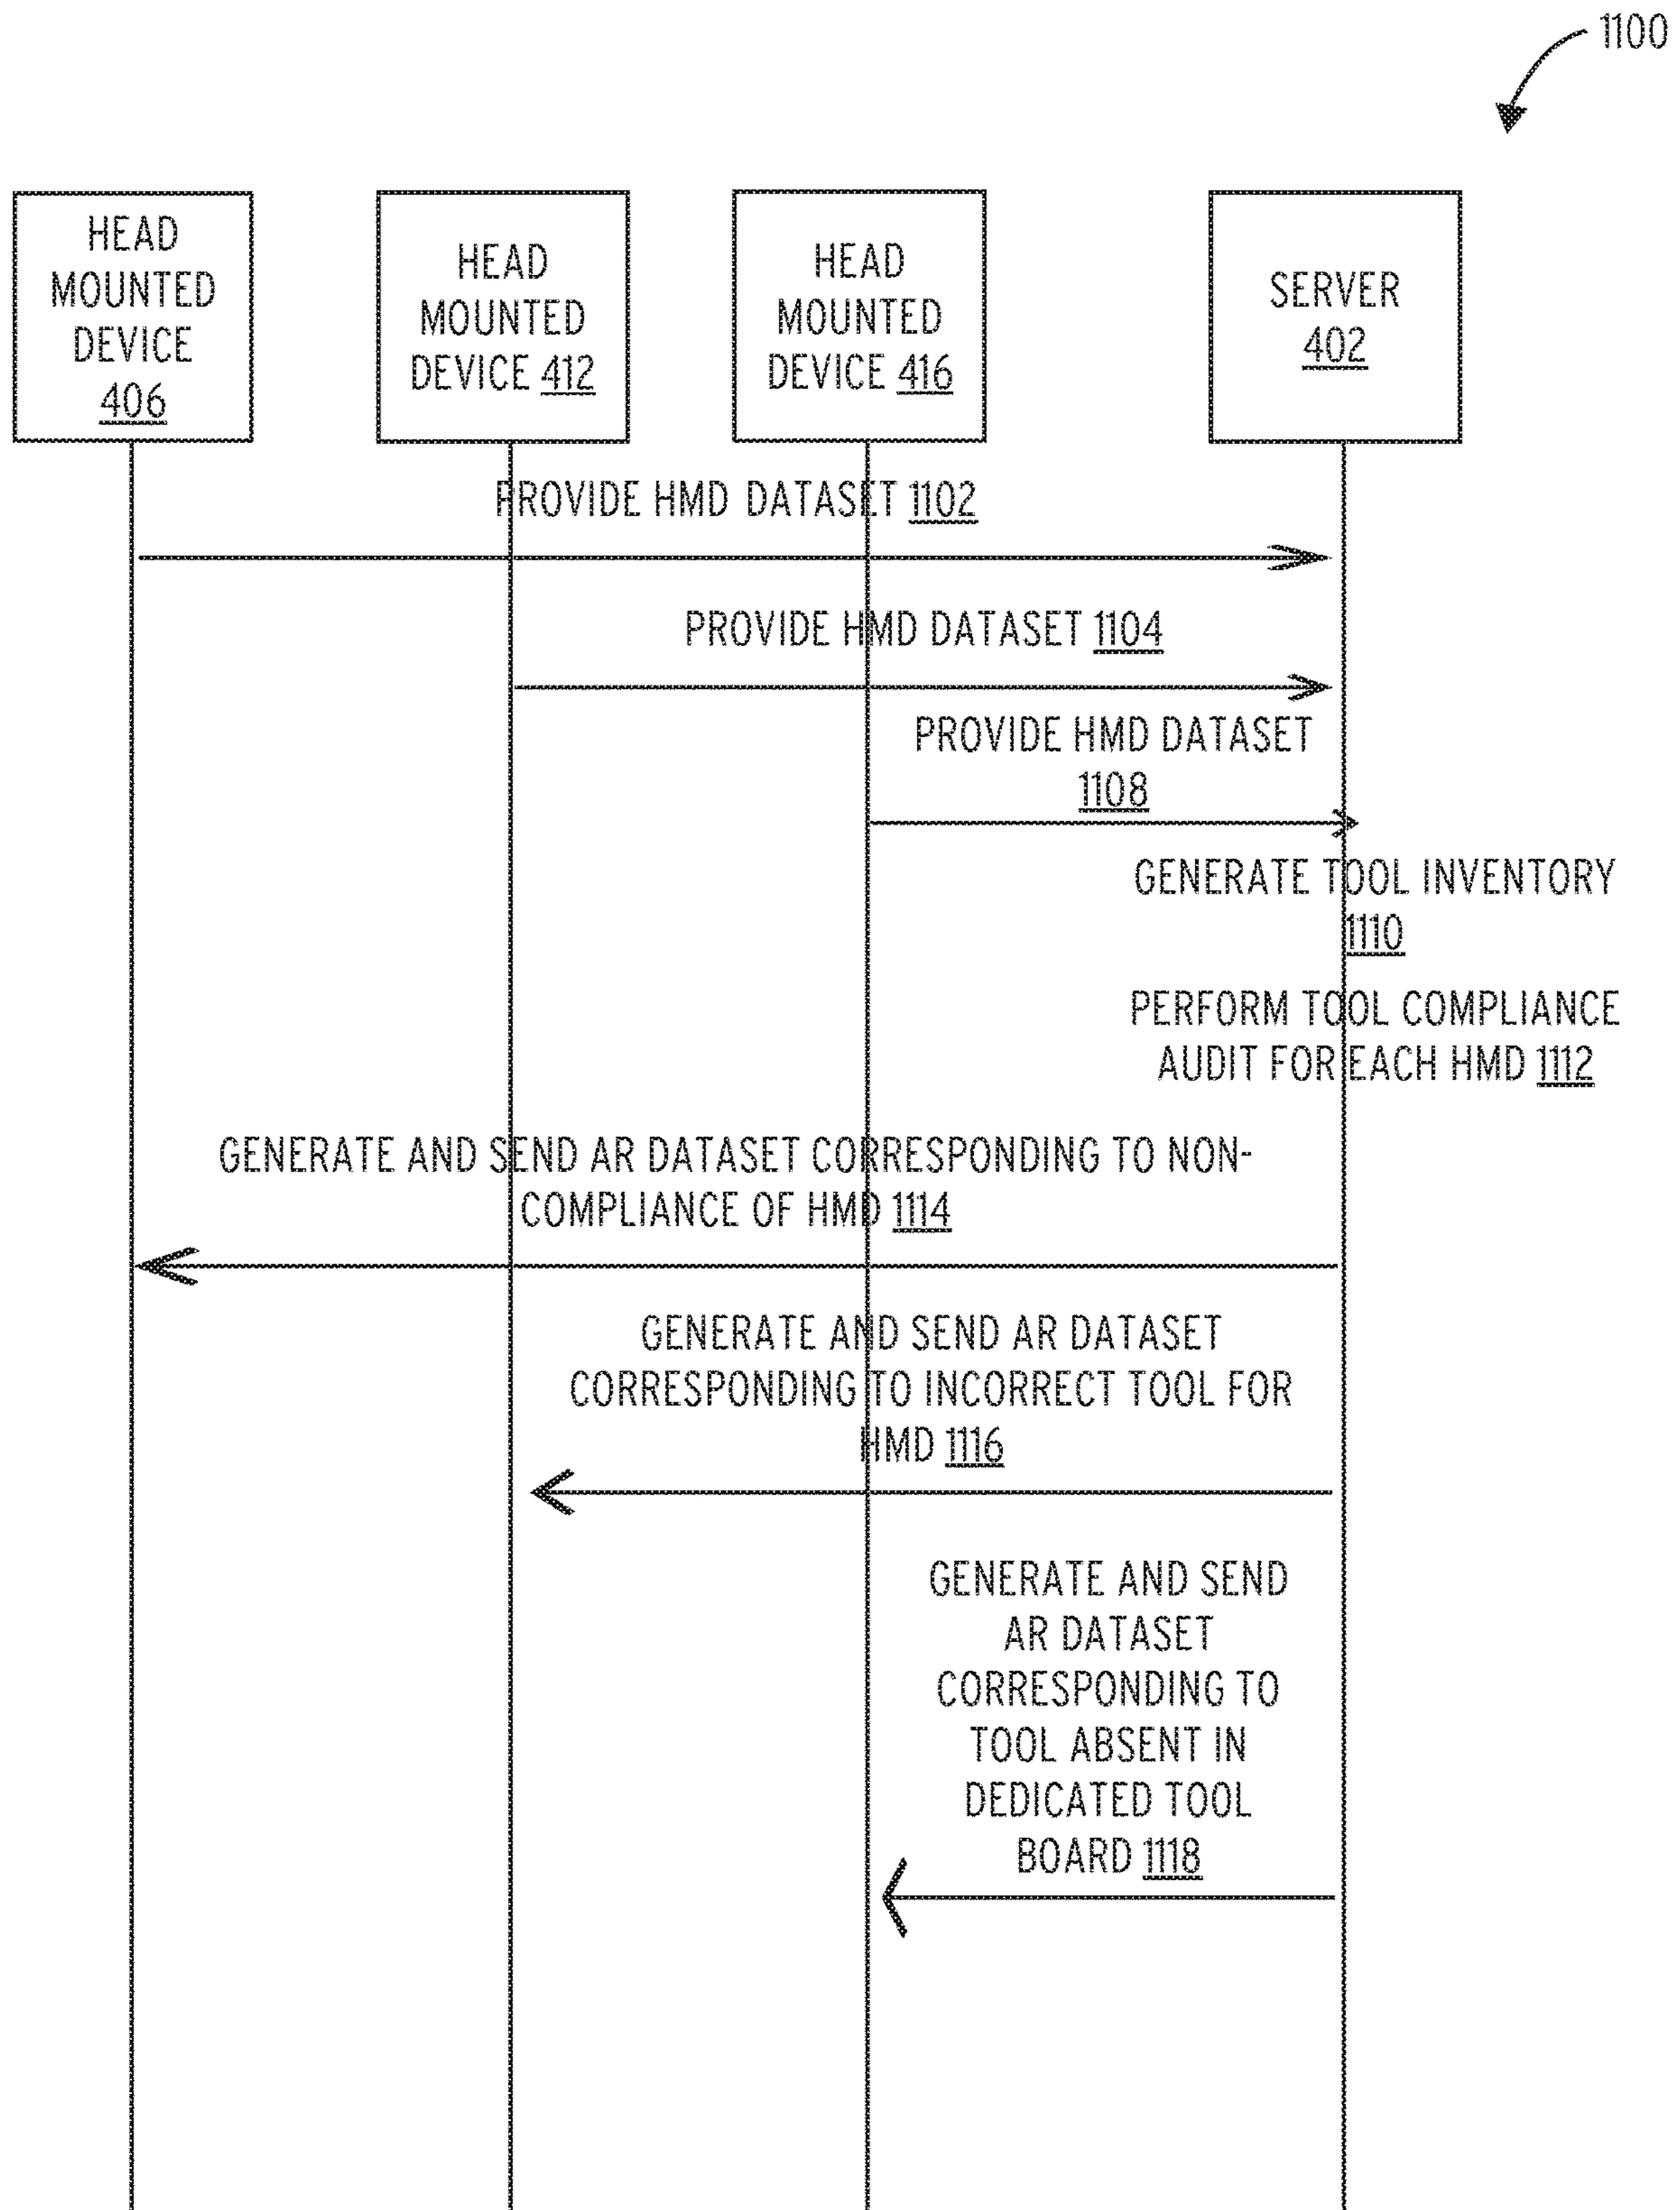 1100
HEAD
MOUNTED
DEVICE
406
HEAD
MOUNTED
DEVICE 412
HEAD
MOUNTED
DEVICE 416
SERVER
402
PROVIDE HMD DATASET 1102
PROVIDE HMD DATASET 1104
PROVIDE HMD DATASET
1108
GENERATE TOOL INVENTORY
1110
PERFORM TOOL COMPLIANCE
AUDIT FOR EACH HMD 1112
GENERATE AND SEND AR DATASET CORRESPONDING TO NON-
COMPLIANCE OF HMD 1114
GENERATE AND SEND AR DATASET
CORRESPONDING TO INCORRECT TOOL FOR
HMD 1116
GENERATE AND SEND
AR DATASET
CORRESPONDING TO
TOOL ABSENT IN
DEDICATED TOOL
BOARD 1118